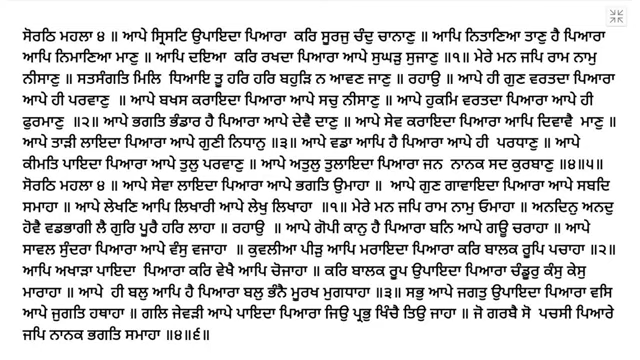 ਸੋਰਠਿ ਮਹਲਾ ੪ ॥ ਆਪੇ ਸ੍ਰਿਸਟਿ ਉਪਾਇਦਾ ਪਿਆਰਾ ਕਰਿ ਸੂਰਜੁ ਚੰਦੁ ਚਾਨਾਣੁ ॥ ਆਪਿ ਨਿਤਾਣਿਆ ਤਾਣੁ ਹੈ ਪਿਆਰਾ
ਆਪਿ ਨਿਮਾਣਿਆ ਮਾਣੁ ॥ ਆਪਿ ਦਇਆ ਕਰਿ ਰਖਦਾ ਪਿਆਰਾ ਆਪੇ ਸੁਘੜੁ ਸੁਜਾਣੁ ॥੧॥ ਮੇਰੇ ਮਨ ਜਪਿ ਰਾਮ ਨਾਮੁ
ਨੀਸਾਣੁ ॥ ਸਤਸੰਗਤਿ ਮਿਲਿ ਧਿਆਇ ਤੂ ਹਰਿ ਹਰਿ ਬਹੁੜਿ ਨ ਆਵਣ ਜਾਣੁ ॥ ਰਹਾਉ ॥ ਆਪੇ ਹੀ ਗੁਣ ਵਰਤਦਾ ਪਿਆਰਾ
ਆਪੇ ਹੀ ਪਰਵਾਣੁ ॥ ਆਪੇ ਬਖਸ ਕਰਾਇਦਾ ਪਿਆਰਾ ਆਪੇ ਸਚੁ ਨੀਸਾਣੁ ॥ ਆਪੇ ਹੁਕਮਿ ਵਰਤਦਾ ਪਿਆਰਾ ਆਪੇ ਹੀ
ਫੁਰਮਾਣੁ ॥੨॥ ਆਪੇ ਭਗਤਿ ਭੰਡਾਰ ਹੈ ਪਿਆਰਾ ਆਪੇ ਦੇਵੈ ਦਾਣੁ ॥ ਆਪੇ ਸੇਵ ਕਰਾਇਦਾ ਪਿਆਰਾ ਆਪਿ ਦਿਵਾਵੈ ਮਾਣੁ ॥
ਆਪੇ ਤਾੜੀ ਲਾਇਦਾ ਪਿਆਰਾ ਆਪੇ ਗੁਣੀ ਨਿਧਾਨੁ ॥੩॥ ਆਪੇ ਵਡਾ ਆਪਿ ਹੈ ਪਿਆਰਾ ਆਪੇ ਹੀ ਪਰਧਾਣੁ ॥ ਆਪੇ
ਕੀਮਤਿ ਪਾਇਦਾ ਪਿਆਰਾ ਆਪੇ ਤੁਲੁ ਪਰਵਾਣੁ ॥ ਆਪੇ ਅਤੁਲੁ ਤੁਲਾਇਦਾ ਪਿਆਰਾ ਜਨ ਨਾਨਕ ਸਦ ਕੁਰਬਾਣੁ ॥੪॥੫॥
ਸੋਰਠਿ ਮਹਲਾ ੪ ॥ ਆਪੇ ਸੇਵਾ ਲਾਇਦਾ ਪਿਆਰਾ ਆਪੇ ਭਗਤਿ ਉਮਾਹਾ ॥ ਆਪੇ ਗੁਣ ਗਾਵਾਇਦਾ ਪਿਆਰਾ ਆਪੇ ਸਬਦਿ
ਸਮਾਹਾ ॥ ਆਪੇ ਲੇਖਣਿ ਆਪਿ ਲਿਖਾਰੀ ਆਪੇ ਲੇਖੁ ਲਿਖਾਹਾ ॥੧॥ ਮੇਰੇ ਮਨ ਜਪਿ ਰਾਮ ਨਾਮੁ ਓਮਾਹਾ ॥ ਅਨਦਿਨੁ ਅਨਦੁ
ਹੋਵੈ ਵਡਭਾਗੀ ਲੈ ਗੁਰਿ ਪੂਰੈ ਹਰਿ ਲਾਹਾ ॥ ਰਹਾਉ ॥ ਆਪੇ ਗੋਪੀ ਕਾਨੁ ਹੈ ਪਿਆਰਾ ਬਨਿ ਆਪੇ ਗਊ ਚਰਾਹਾ ॥ ਆਪੇ
ਸਾਵਲ ਸੁੰਦਰਾ ਪਿਆਰਾ ਆਪੇ ਵੰਸੁ ਵਜਾਹਾ ॥ ਕੁਵਲੀਆ ਪੀੜੁ ਆਪਿ ਮਰਾਇਦਾ ਪਿਆਰਾ ਕਰਿ ਬਾਲਕ ਰੂਪਿ ਪਚਾਹਾ ॥੨॥
ਆਪਿ ਅਖਾੜਾ ਪਾਇਦਾ ਪਿਆਰਾ ਕਰਿ ਵੇਖੈ ਆਪਿ ਚੋਜਾਹਾ ॥ ਕਰਿ ਬਾਲਕ ਰੂਪ ਉਪਾਇਦਾ ਪਿਆਰਾ ਚੰਡੂਰੁ ਕੰਸੁ ਕੇਸੁ
ਮਾਰਾਹਾ ॥ ਆਪੇ ਹੀ ਬਲੁ ਆਪਿ ਹੈ ਪਿਆਰਾ ਬਲੁ ਭੰਨੈ ਮੂਰਖ ਮੁਗਧਾਹਾ ॥੩॥ ਸਭੁ ਆਪੇ ਜਗਤੁ ਉਪਾਇਦਾ ਪਿਆਰਾ ਵਸਿ
ਆਪੇ ਜੁਗਤਿ ਹਥਾਹਾ ॥ ਗਲਿ ਜੇਵੜੀ ਆਪੇ ਪਾਇਦਾ ਪਿਆਰਾ ਜਿਉ ਪ੍ਰਭੁ ਖਿੰਚੈ ਤਿਉ ਜਾਹਾ ॥ ਜੋ ਗਰਬੈ ਸੋ ਪਚਸੀ ਪਿਆਰੇ
ਜਪਿ ਨਾਨਕ ਭਗਤਿ ਸਮਾਹਾ ॥੪॥੬॥